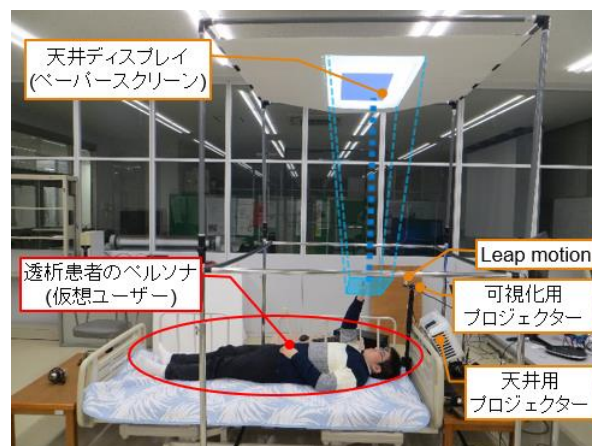 天井ディスプレイ
(ペーパースクリーン)
Leap motion
透析患者のペルソナ
(仮想ユーザー)
可視化用
プロジェクター
天井用
プロジェクター